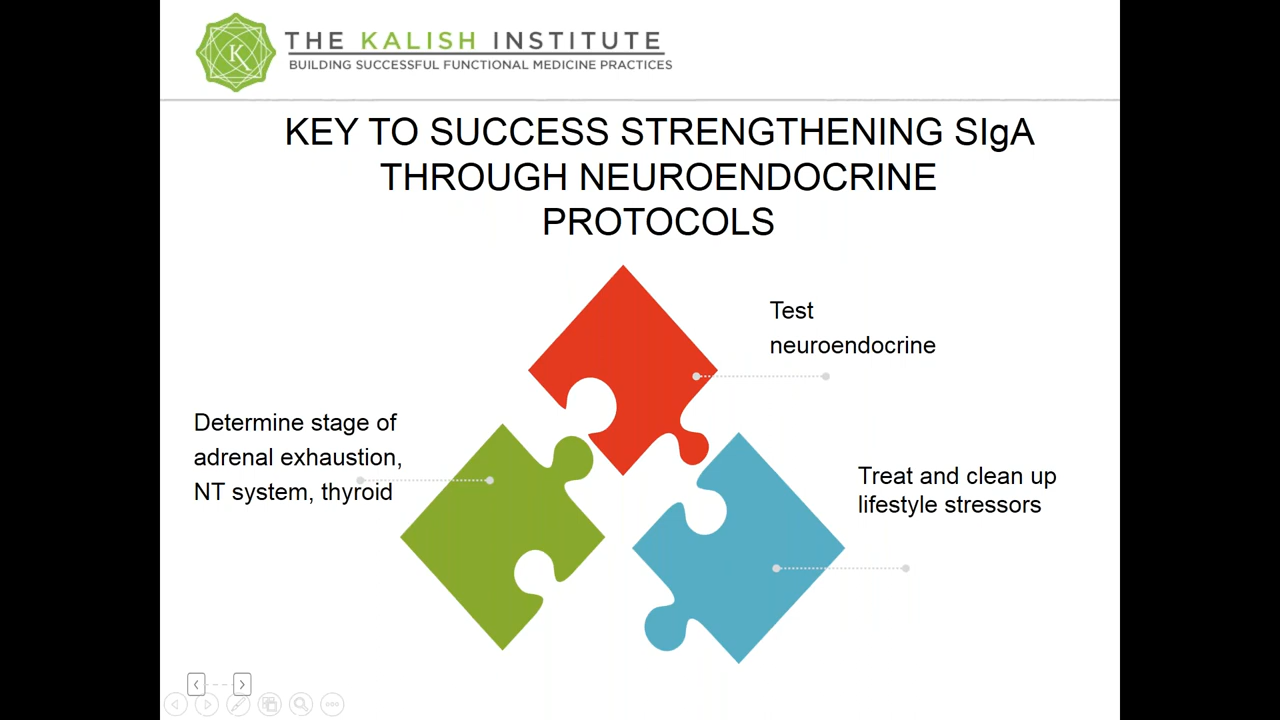 K
THE KALISH INSTITUTE
BUILDING SUCCESSFUL FUNCTIONAL MEDICINE PRACTICES
KEY TO SUCCESS STRENGTHENING SIgA
THROUGH NEUROENDOCRINE
PROTOCOLS
Test
neuroendocrine
Determine stage of
adrenal exhaustion,
NT system, thyroid
Treat and clean up
lifestyle stressors